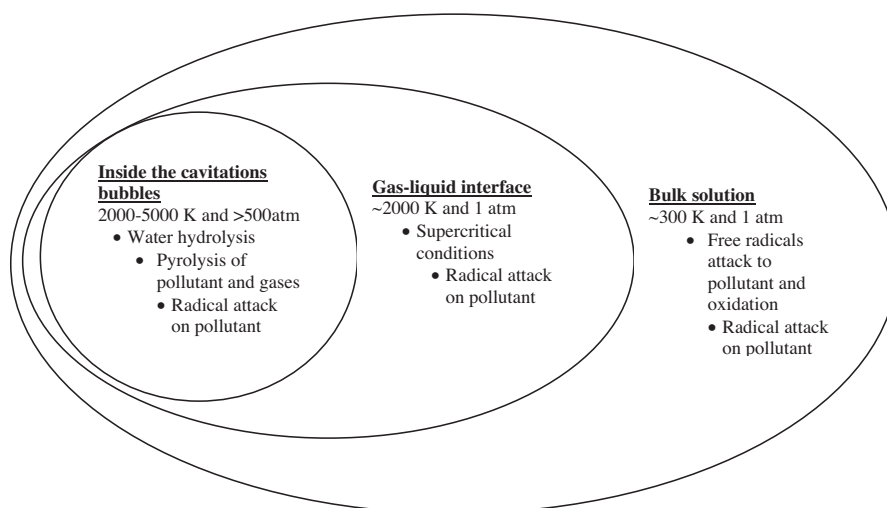 Inside the cavitations
bubbles
2000-5000 K and >500atm
• Water hydrolysis
• Pyrolysis of
pollutant and gases
• Radical attack
on pollutant
Gas-liquid interface
~2000 K and 1 atm
• Supercritical
conditions
• Radical attack
on pollutant
Bulk solution
~300 K and 1 atm
• Free radicals
attack to
pollutant and
oxidation
• Radical attack
on pollutant